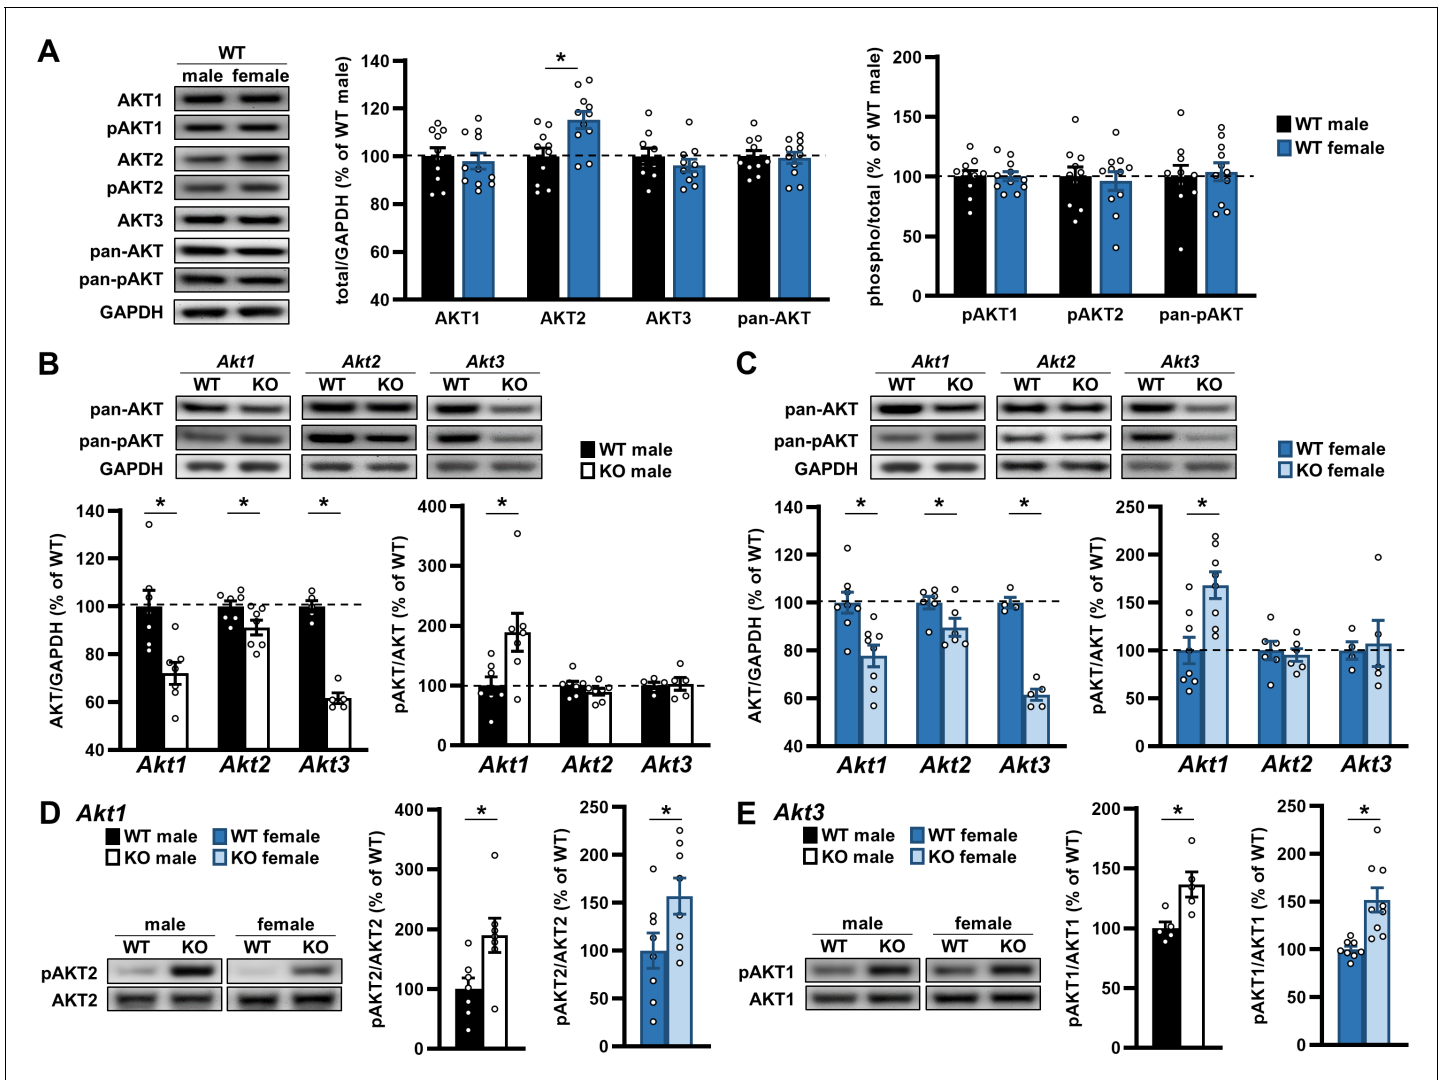 A
WT
male female
AKT1
pAKT1
AKT2
pAKT2
AKT3
pan-AKT
pan-pAKT
GAPDH
total/GAPDH (% of WT male)
140
120
100
80
60
40
*
AKT1 AKT2 AKT3 pan-AKT
phospho/total (% of WT male)
200
150
100
50
0
pAKT1 pAKT2 pan-pAKT
WT male
WT female
B
Akt1 Akt2 Akt3
WT KO WT KO WT KO
pan-AKT
pan-pAKT
GAPDH
WT male
KO male
AKT/GAPDH (% of WT)
140
120
100
80
60
40
* * *
Akt1 Akt2 Akt3
pAKT/AKT (% of WT)
400
300
200
100
0
*
Akt1 Akt2 Akt3
C
Akt1 Akt2 Akt3
WT KO WT KO WT KO
pan-AKT
pan-pAKT
GAPDH
WT female
KO female
AKT/GAPDH (% of WT)
140
120
100
80
60
40
* * *
Akt1 Akt2 Akt3
pAKT/AKT (% of WT)
250
200
150
100
50
0
*
Akt1 Akt2 Akt3
D Akt1
WT male WT female
KO male KO female
male female
WT KO WT KO
pAKT2
AKT2
pAKT2/AKT2 (% of WT)
400
300
200
100
0
*
pAKT2/AKT2 (% of WT)
250
200
150
100
50
0
*
E Akt3
WT male WT female
KO male KO female
male female
WT KO WT KO
pAKT1
AKT1
pAKT1/AKT1 (% of WT)
200
150
100
50
0
*
pAKT1/AKT1 (% of WT)
250
200
150
100
50
0
*